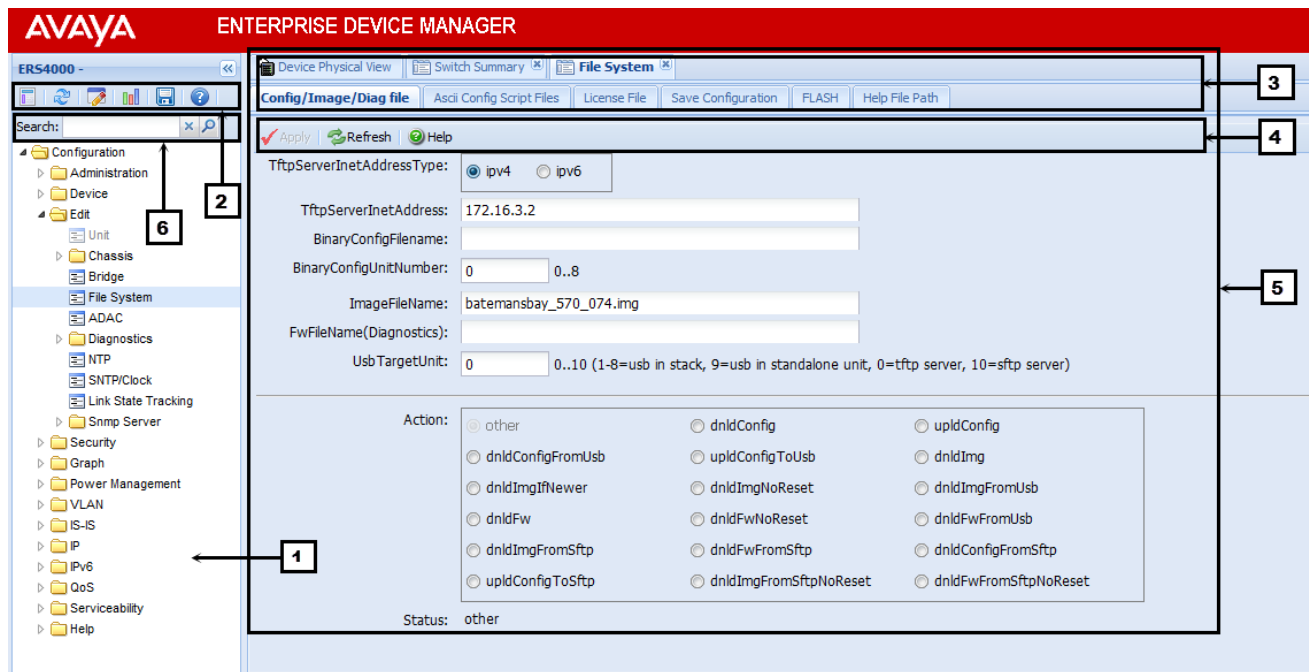 AVAYA ENTERPRISE DEVICE MANAGER
ERS4000 -
Search:
Configuration
Administration
Device
Edit
Unit
Chassis
Bridge
File System
ADAC
Diagnostics
NTP
SNTP/Clock
Link State Tracking
Snmp Server
Security
Graph
Power Management
VLAN
IS-IS
IP
IPv6
QoS
Serviceability
Help
6
2
1
Device Physical View Switch Summary File System
Config/Image/Diag file Ascii Config Script Files License File Save Configuration FLASH Help File Path
3
Apply Refresh Help
4
TftpServerInetAddressType: ipv4 ipv6
TftpServerInetAddress: 172.16.3.2
BinaryConfigFilename:
BinaryConfigUnitNumber: 0 0..8
5
ImageFileName: batemansbay_570_074.img
FwFileName(Diagnostics):
UsbTargetUnit: 0 0..10 (1-8=usb in stack, 9=usb in standalone unit, 0=tftp server, 10=sftp server)
Action: other dnldConfig upldConfig
dnldConfigFromUsb upldConfigToUsb dnldImg
dnldImgIfNewer dnldImgNoReset dnldImgFromUsb
dnldFw dnldFwNoReset dnldFwFromUsb
dnldImgFromSftp dnldFwFromSftp dnldConfigFromSftp
upldConfigToSftp dnldImgFromSftpNoReset dnldFwFromSftpNoReset
Status: other